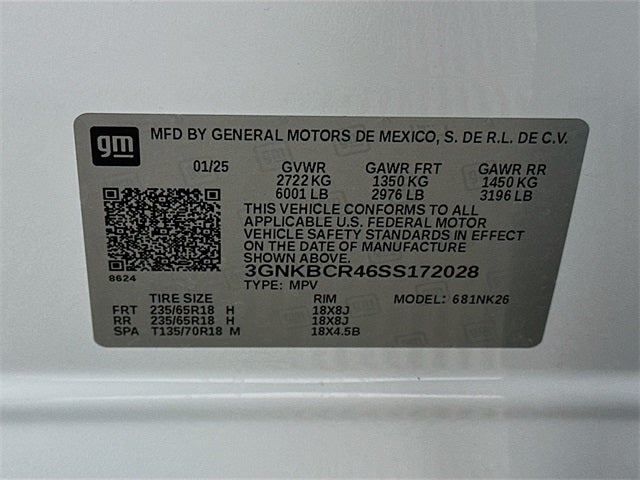 gm MFD BY GENERAL MOTORS DE MEXICO, S. DE R.L. DE C.V.
01/25 GVWR GAWR FRT GAWR RR
2722 KG 1350 KG 1450 KG
6001 LB 2976 LB 3196 LB
THIS VEHICLE CONFORMS TO ALL
APPLICABLE U.S. FEDERAL MOTOR
VEHICLE SAFETY STANDARDS IN EFFECT
ON THE DATE OF MANUFACTURE
SHOWN ABOVE.
8624 3GNKBCR46SS172028
TYPE: MPV
TIRE SIZE RIM MODEL: 681NK26
FRT 235/65R18 H 18X8J
RR 235/65R18 H 18X8J
SPA T135/70R18 M 18X4.5B